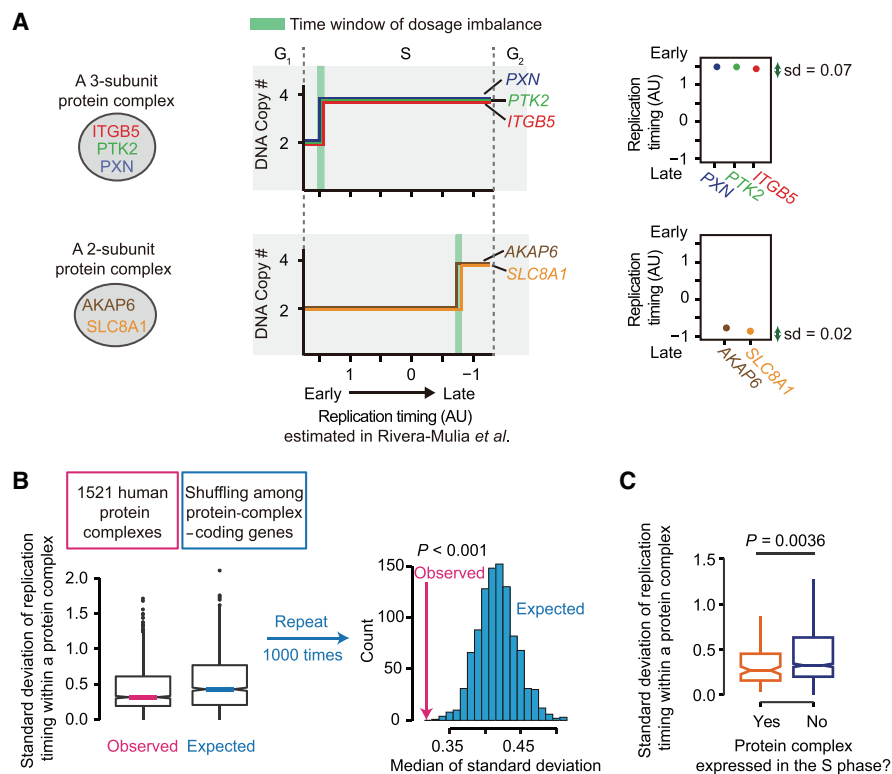 A
Time window of dosage imbalance
A 3-subunit
protein complex
ITGB5
PTK2
PXN
G1
S
G2
DNA Copy #
4
2
PXN
PTK2
ITGB5
Early
Replication
timing (AU)
1
0
−1
Late
sd = 0.07
PXN
PTK2
ITGB5
A 2-subunit
protein complex
AKAP6
SLC8A1
DNA Copy #
4
2
AKAP6
SLC8A1
1
0
−1
Early
Late
Replication timing (AU)
estimated in Rivera-Mulia et al.
Early
Replication
timing (AU)
1
0
−1
Late
sd = 0.02
AKAP6
SLC8A1
B
1521 human
protein
complexes
Shuffling among
protein-complex
–coding genes
Standard deviation of replication
timing within a protein complex
2.0
1.5
1.0
0.5
0.0
Observed
Expected
Repeat
1000 times
P < 0.001
Observed
Expected
Count
150
100
50
0
0.35
0.45
Median of standard deviation
C
P = 0.0036
Standard deviation of replication
timing within a protein complex
1.5
1.0
0.5
0.0
Yes
No
Protein complex
expressed in the S phase?